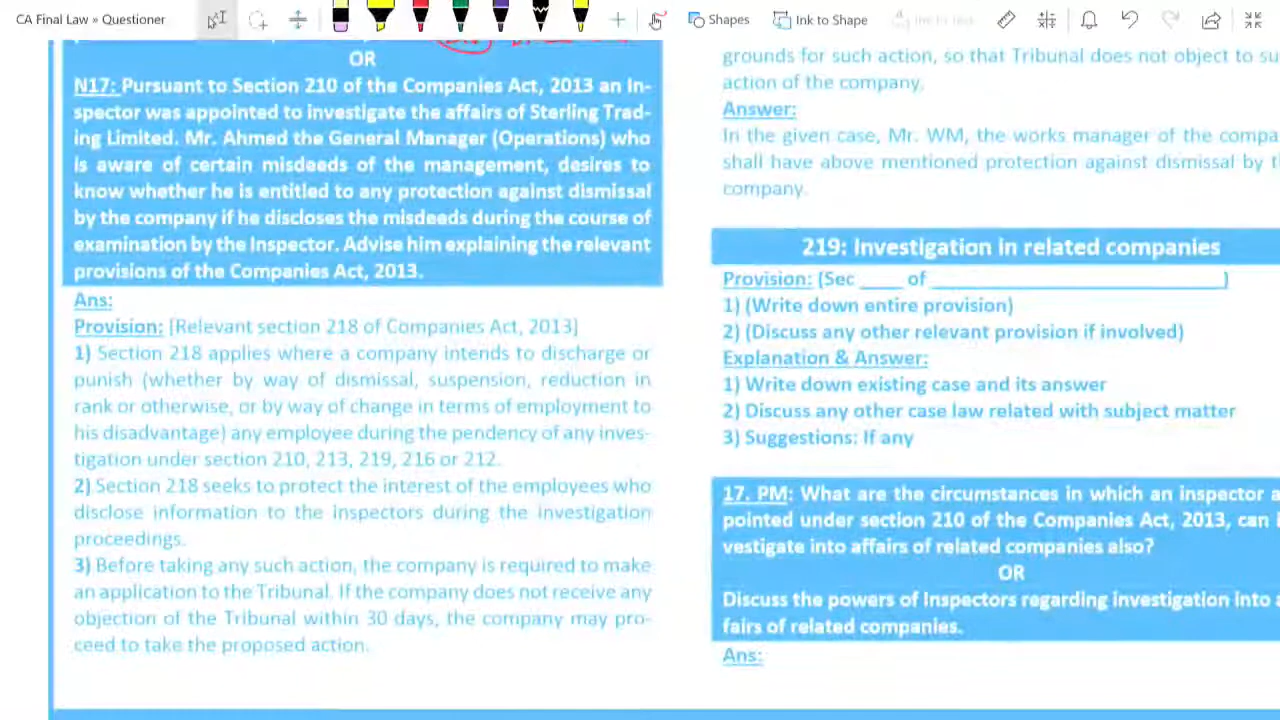 CA Final Law » Questioner
Shapes
Ink to Shape
Ink to Text
OR
N17: Pursuant to Section 210 of the Companies Act, 2013 an In-
spector was appointed to investigate the affairs of Sterling Trad-
ing Limited. Mr. Ahmed the General Manager (Operations) who
is aware of certain misdeeds of the management, desires to
know whether he is entitled to any protection against dismissal
by the company if he discloses the misdeeds during the course of
examination by the Inspector. Advise him explaining the relevant
provisions of the Companies Act, 2013.
Ans:
Provision: [Relevant section 218 of Companies Act, 2013]
1) Section 218 applies where a company intends to discharge or
punish (whether by way of dismissal, suspension, reduction in
rank or otherwise, or by way of change in terms of employment to
his disadvantage) any employee during the pendency of any inves-
tigation under section 210, 213, 219, 216 or 212.
2) Section 218 seeks to protect the interest of the employees who
disclose information to the inspectors during the investigation
proceedings.
3) Before taking any such action, the company is required to make
an application to the Tribunal. If the company does not receive any
objection of the Tribunal within 30 days, the company may pro-
ceed to take the proposed action.
grounds for such action, so that Tribunal does not object to su
action of the company.
Answer:
In the given case, Mr. WM, the works manager of the compa
shall have above mentioned protection against dismissal by t
company.
219: Investigation in related companies
Provision: (Sec ____ of ____________________________)
1) (Write down entire provision)
2) (Discuss any other relevant provision if involved)
Explanation & Answer:
1) Write down existing case and its answer
2) Discuss any other case law related with subject matter
3) Suggestions: If any
17. PM: What are the circumstances in which an inspector a
pointed under section 210 of the Companies Act, 2013, can
vestigate into affairs of related companies also?
OR
Discuss the powers of Inspectors regarding investigation into a
fairs of related companies.
Ans: